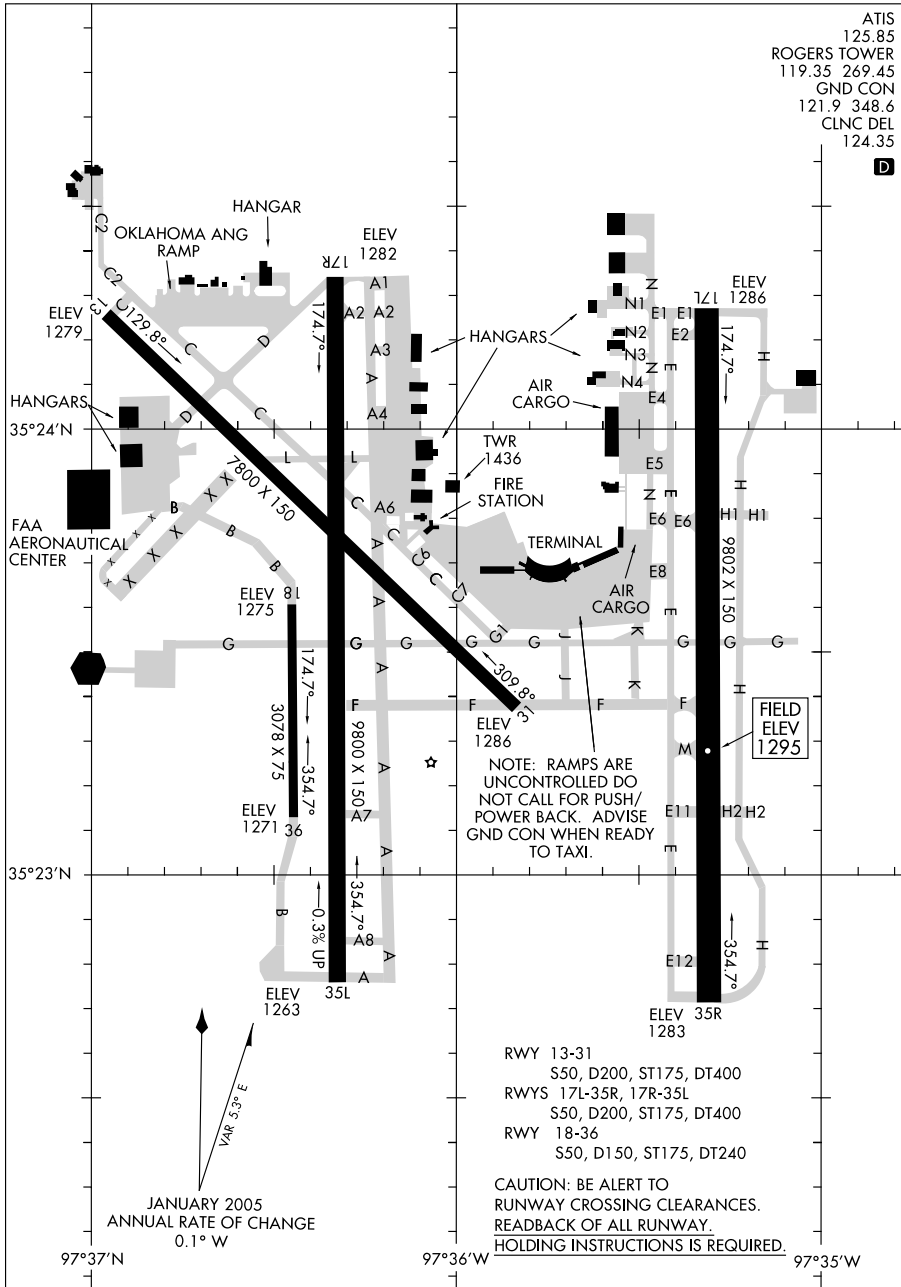 ATIS
125.85
ROGERS TOWER
119.35 269.45
GND CON
121.9 348.6
CLNC DEL
124.35
D
HANGAR
OKLAHOMA ANG
RAMP
ELEV
1282
C2
C2
C
13
ELEV
1279
129.8°
C
D
17R
174.7°
A1
A2 A2
A3
A
A4
HANGARS
N
N1
N2
N3
N
N4
E1 E1
E2
E
E4
17L
ELEV
1286
174.7°
H
HANGARS
35°24'N
D
C
7800 X 150
L L
AIR
CARGO
TWR
1436
FIRE
STATION
E5
N
E
E6 E6
H
H1 H1
FAA
AERONAUTICAL
CENTER
X X X X X
x x x x
B
B
B
A6
C
C
C6
C
C7
A
A
TERMINAL
AIR
CARGO
E8
E
9802 X 150
ELEV
1275
18
G G G G G1 G G G G
J
J
K
K
174.7°
3078 X 75
354.7°
309.8°
31
ELEV
1286
F F F
A
9800 X 150
M
H
FIELD
ELEV
1295
NOTE: RAMPS ARE
UNCONTROLLED DO
NOT CALL FOR PUSH/
POWER BACK. ADVISE
GND CON WHEN READY
TO TAXI.
A
ELEV
1271 36
A7
E11
H2 H2
E
35°23'N
A
354.7°
0.3% UP
B
A8
A
A
35L
ELEV
1263
E12
354.7°
H
35R
ELEV
1283
VAR 5.3° E
JANUARY 2005
ANNUAL RATE OF CHANGE
0.1° W
RWY 13-31
S50, D200, ST175, DT400
RWYS 17L-35R, 17R-35L
S50, D200, ST175, DT400
RWY 18-36
S50, D150, ST175, DT240
CAUTION: BE ALERT TO
RUNWAY CROSSING CLEARANCES.
READBACK OF ALL RUNWAY.
HOLDING INSTRUCTIONS IS REQUIRED.
97°37'N
97°36'W
97°35'W